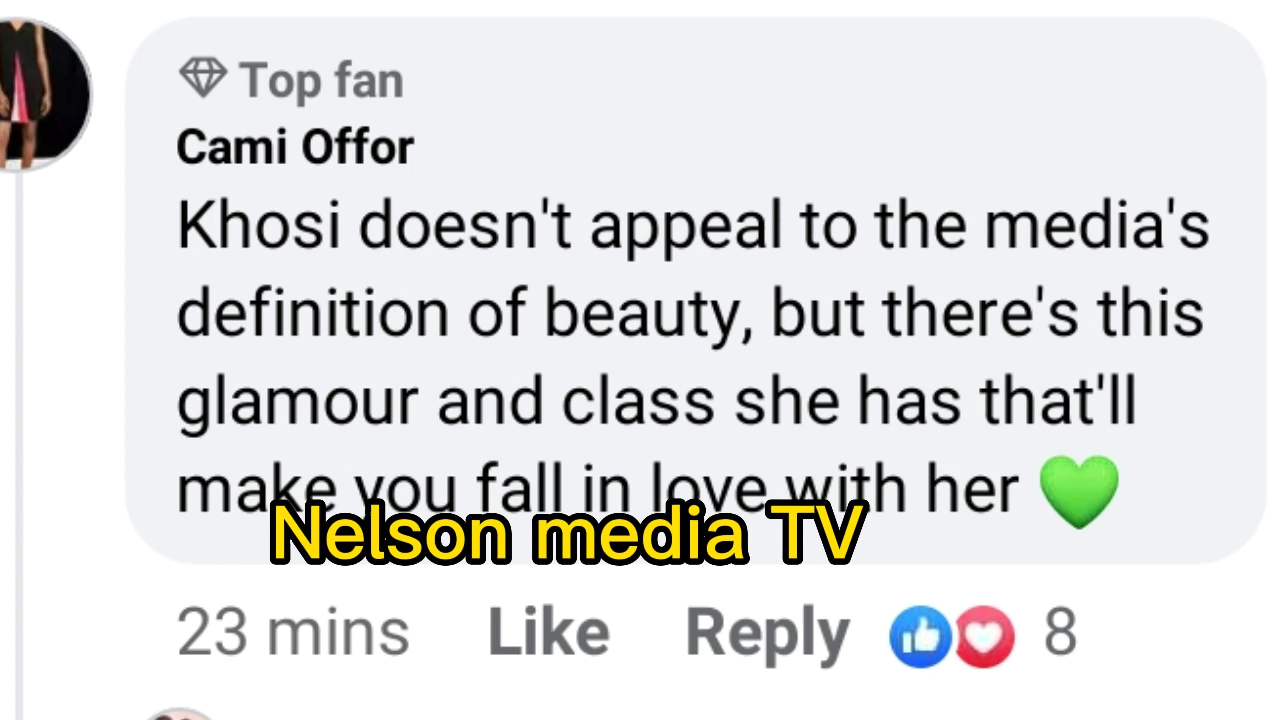 Top fan
Cami Offor
Khosi doesn't appeal to the media's
definition of beauty, but there's this
glamour and class she has that'll
make you fall in love with her
Nelson media TV
23 mins Like Reply 8